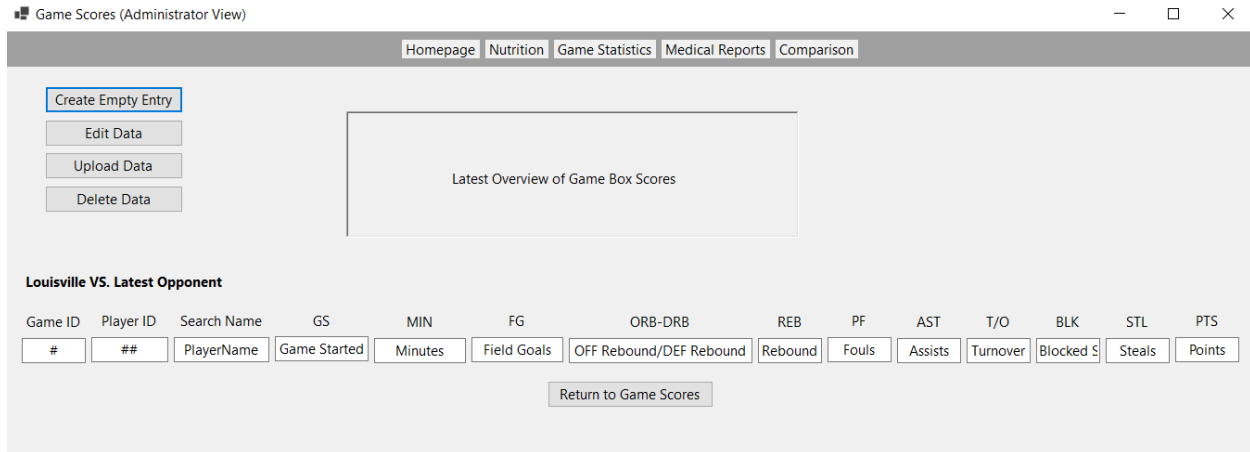 Game Scores (Administrator View)
Homepage Nutrition Game Statistics Medical Reports Comparison
Create Empty Entry
Edit Data
Upload Data
Delete Data
Latest Overview of Game Box Scores
Louisville VS. Latest Opponent
Game ID Player ID Search Name GS MIN FG ORB-DRB REB PF AST T/O BLK STL PTS
# ## PlayerName Game Started Minutes Field Goals OFF Rebound/DEF Rebound Rebound Fouls Assists Turnover Blocked S Steals Points
Return to Game Scores